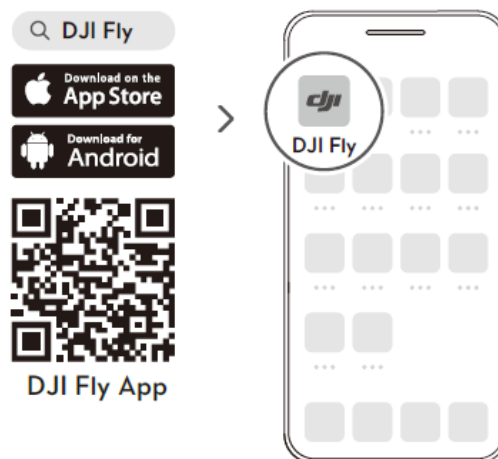 DJI Fly
Download on the
App Store
Download for
Android
DJI Fly App
dji
DJI Fly